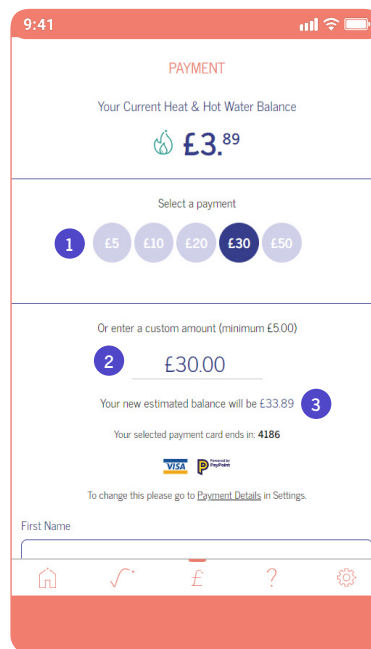 9:41
PAYMENT
Your Current Heat & Hot Water Balance
£3.89
Select a payment
1 £5 £10 £20 £30 £50
Or enter a custom amount (minimum £5.00)
2 £30.00
Your new estimated balance will be £33.89 3
Your selected payment card ends in: 4186
VISA Powered by PayPoint
To change this please go to Payment Details in Settings.
First Name
£ ?